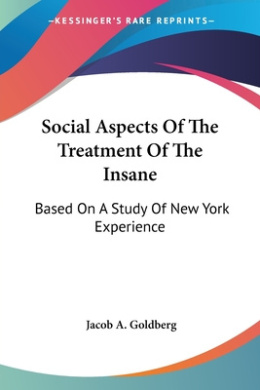 •KESSINGER'S RARE REPRINTS•
Social Aspects Of The
Treatment Of The
Insane
Based On A Study Of New York
Experience
Jacob A. Goldberg